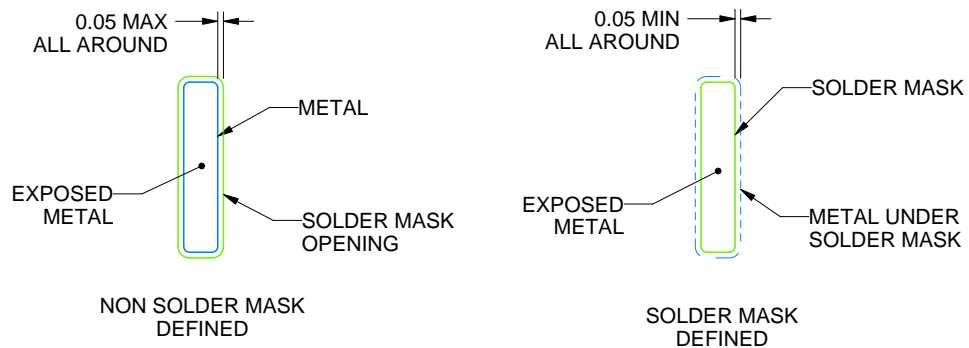 0.05 MAX
ALL AROUND
METAL
EXPOSED
METAL
SOLDER MASK
OPENING
NON SOLDER MASK
DEFINED
0.05 MIN
ALL AROUND
SOLDER MASK
EXPOSED
METAL
METAL UNDER
SOLDER MASK
SOLDER MASK
DEFINED